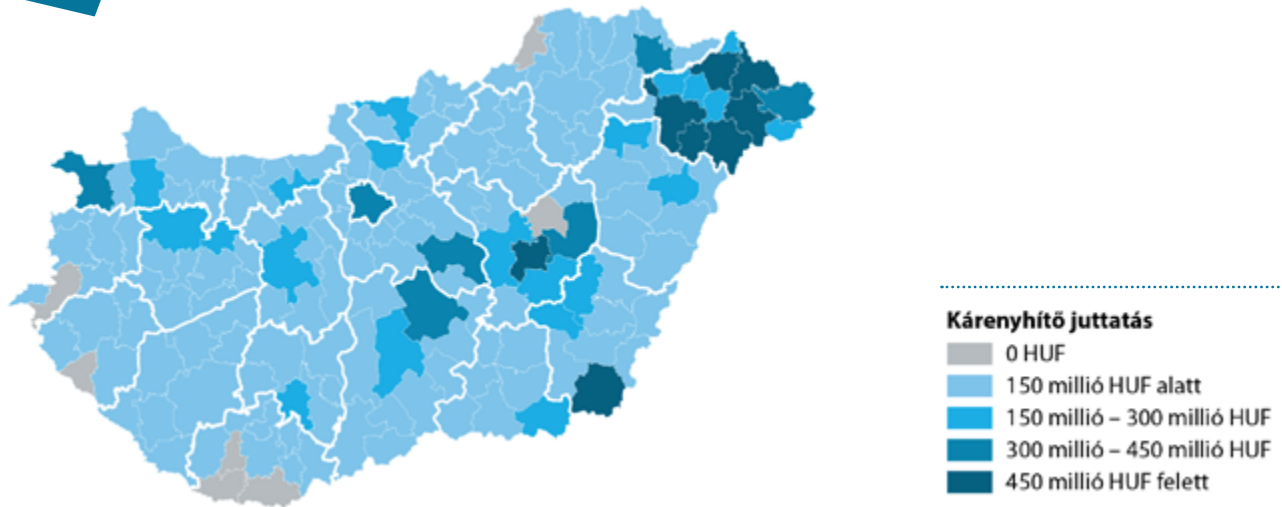 Kárenyhítő juttatás
0 HUF
150 millió HUF alatt
150 millió – 300 millió HUF
300 millió – 450 millió HUF
450 millió HUF felett